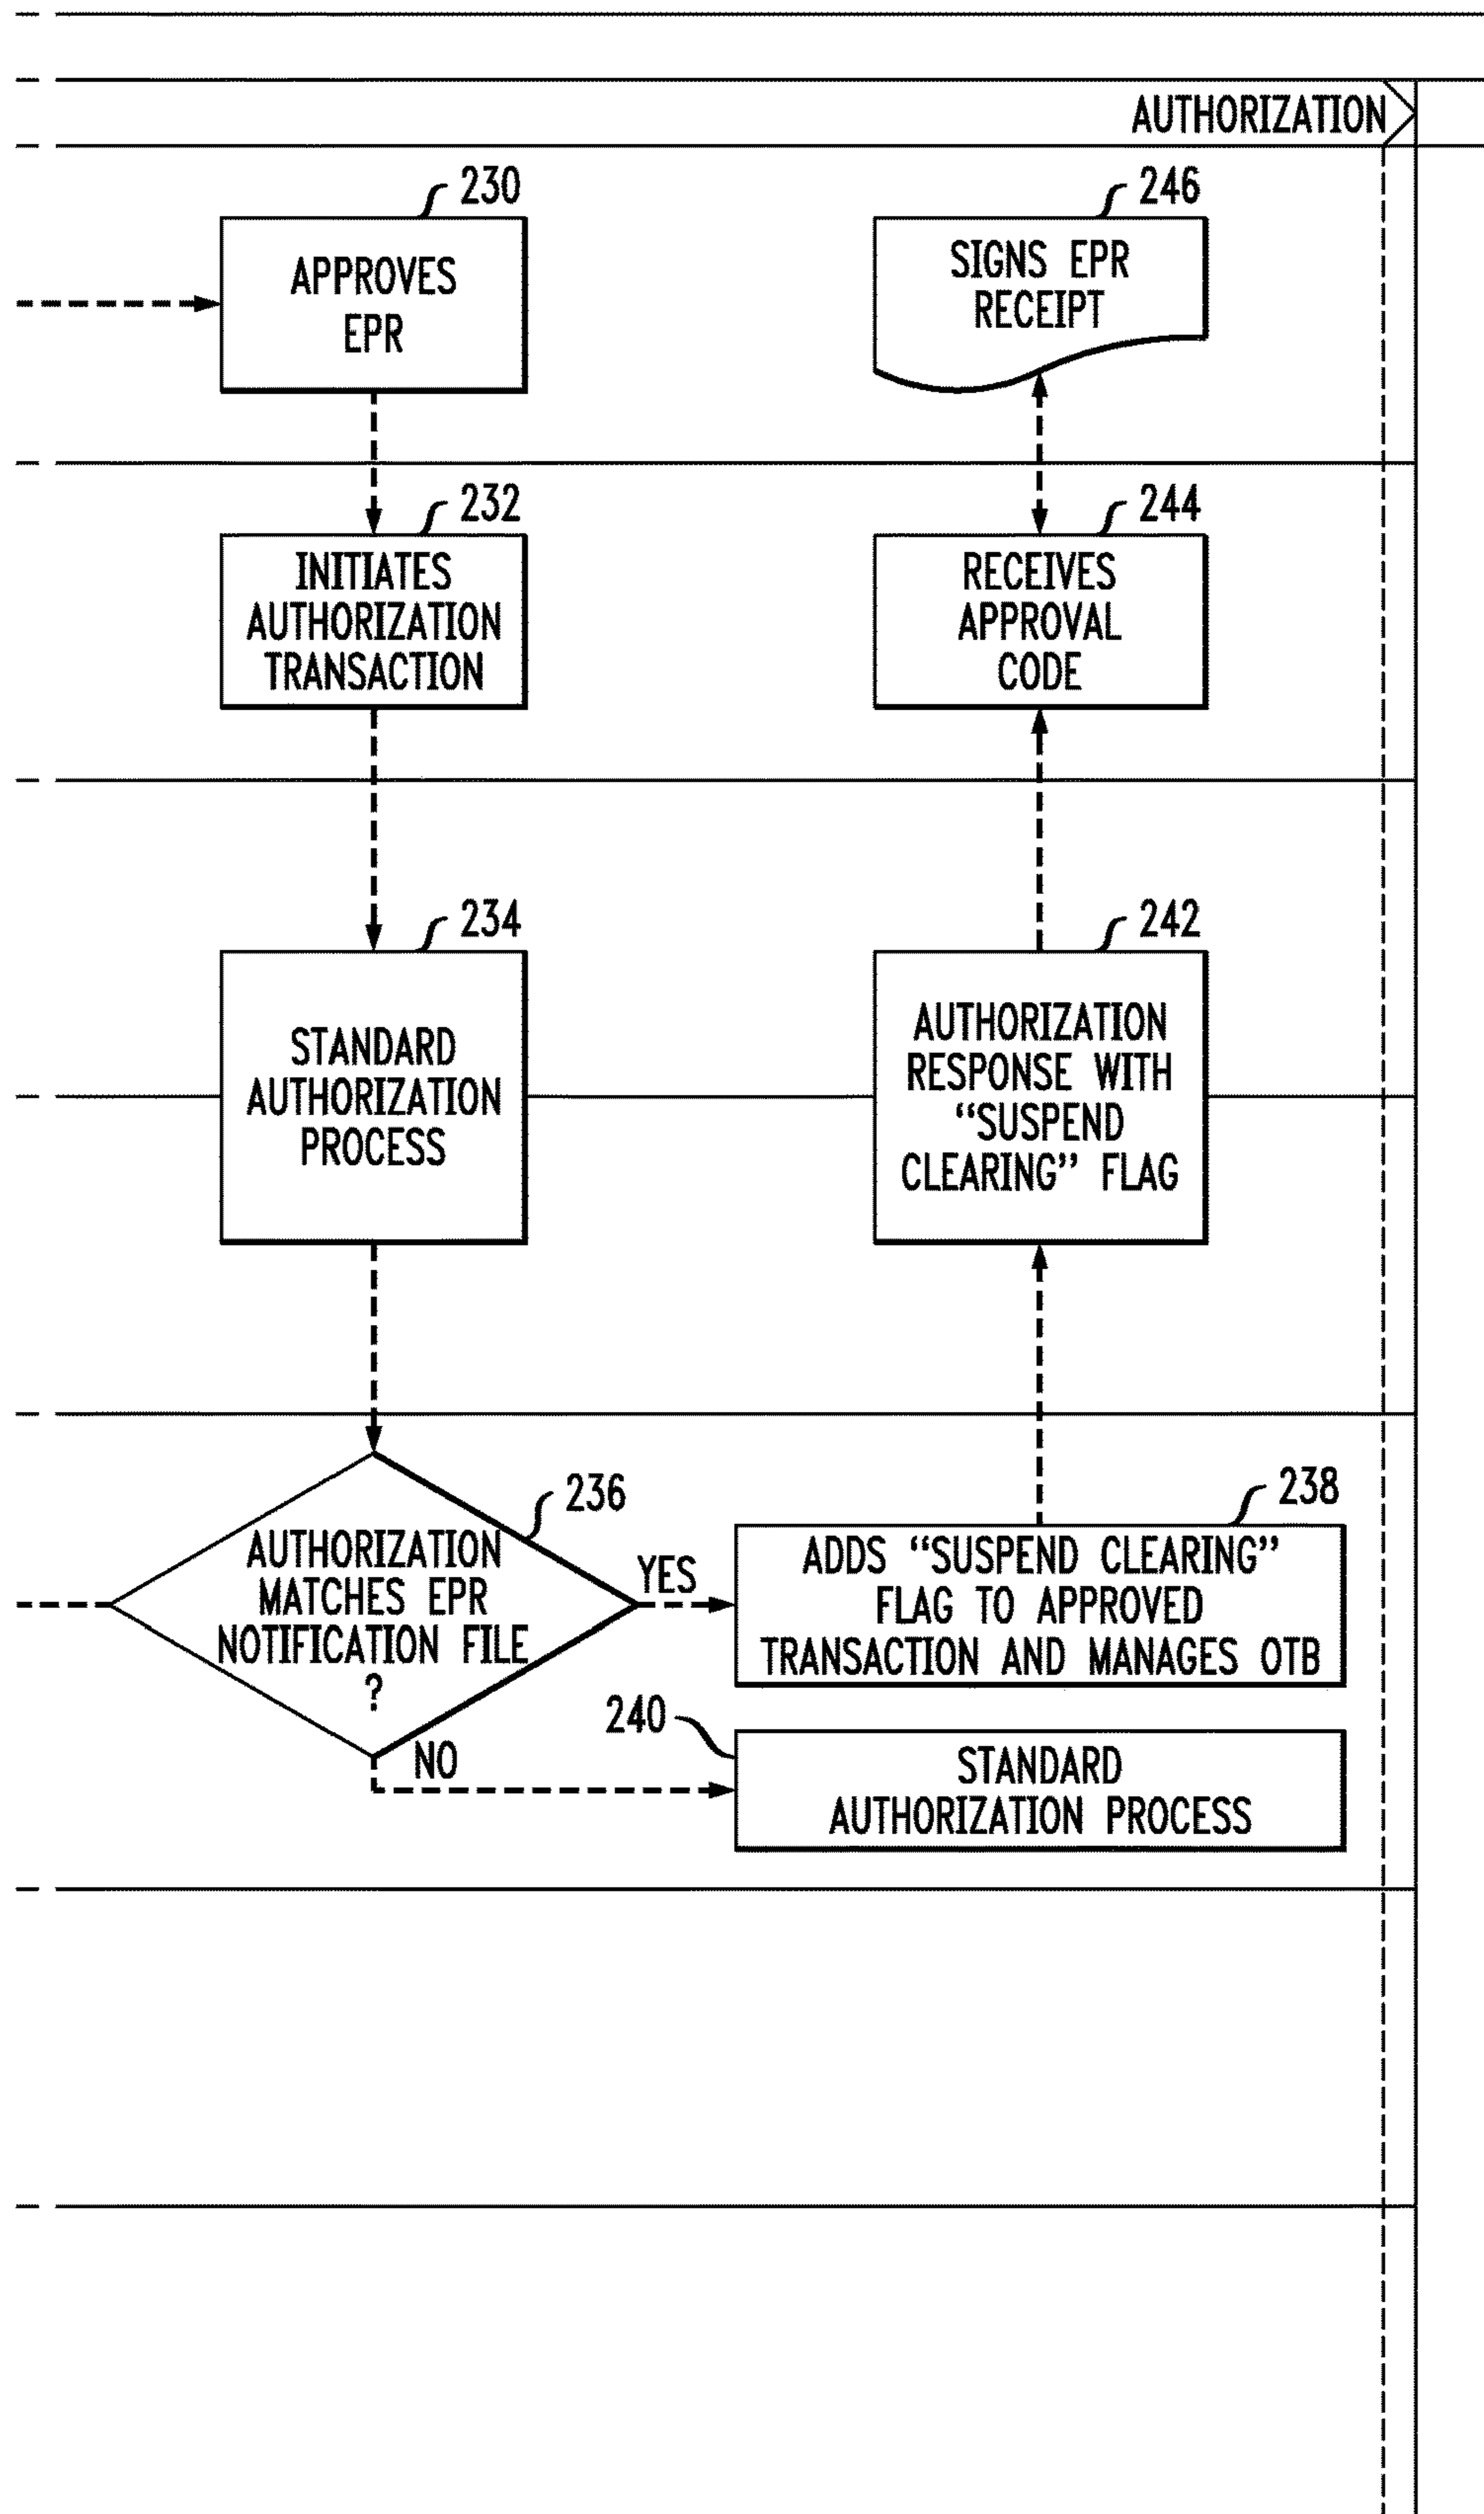 AUTHORIZATION
230
APPROVES
EPR
246
SIGNS EPR
RECEIPT
232
INITIATES
AUTHORIZATION
TRANSACTION
244
RECEIVES
APPROVAL
CODE
234
STANDARD
AUTHORIZATION
PROCESS
242
AUTHORIZATION
RESPONSE WITH
“SUSPEND
CLEARING” FLAG
236
AUTHORIZATION
MATCHES EPR
NOTIFICATION FILE
?
YES
238
ADDS “SUSPEND CLEARING”
FLAG TO APPROVED
TRANSACTION AND MANAGES OTB
NO
240
STANDARD
AUTHORIZATION PROCESS